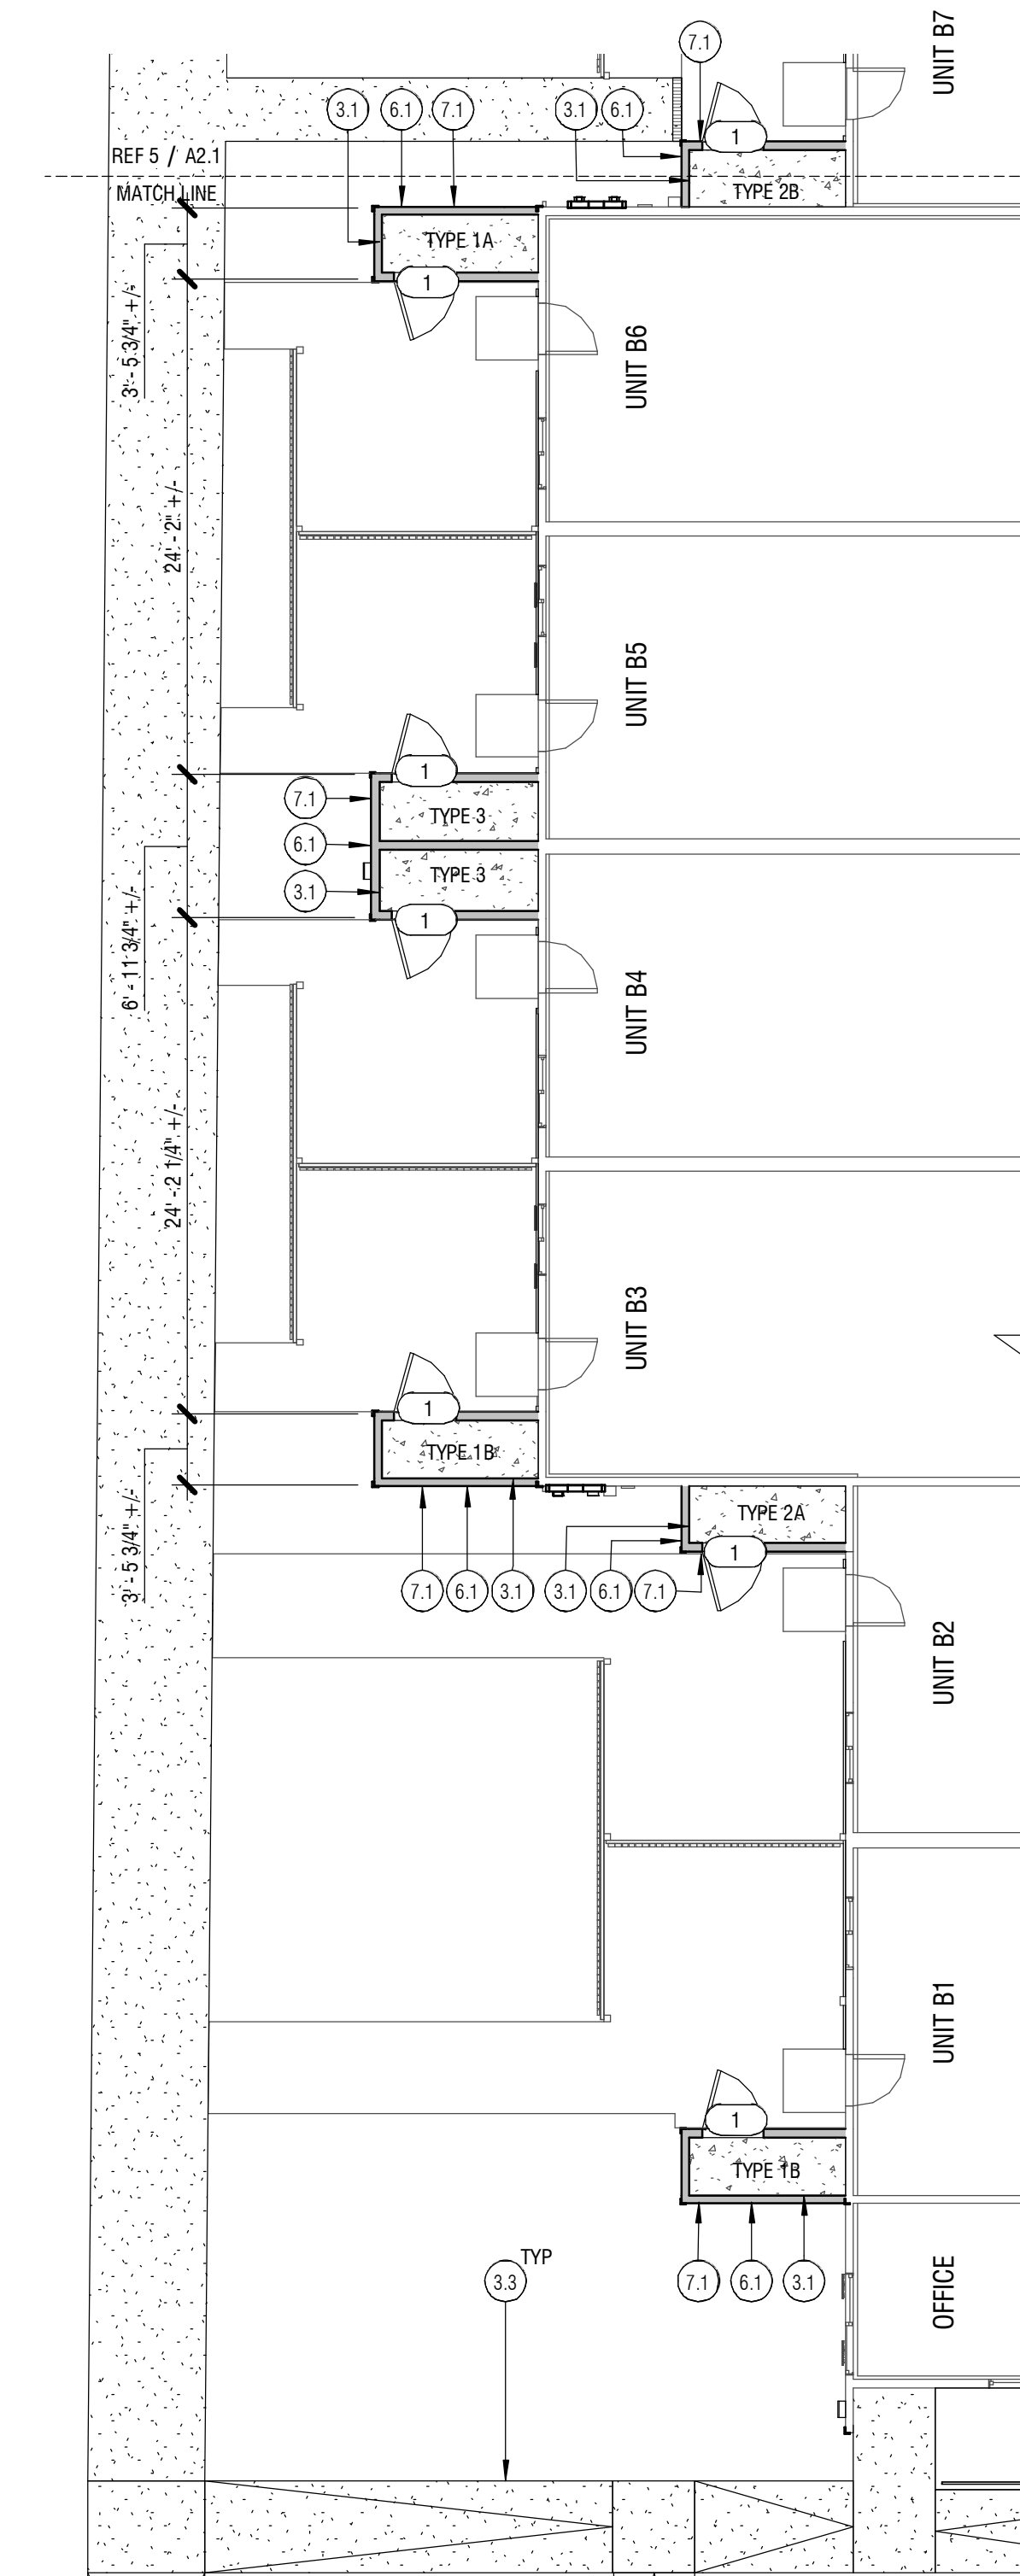 UNIT B7
7.1
3.1
6.1
7.1
3.1
6.1
1
REF 5 / A2.1
MATCH LINE
TYPE 2B
3.1
TYPE 1A
1
3' - 5 3/4" +/-
UNIT B6
24' - 2" +/-
UNIT B5
1
7.1
TYPE 3
6.1
TYPE 3
3.1
1
6' - 11 3/4" +/-
UNIT B4
24' - 2 1/4" +/-
UNIT B3
1
TYPE 1B
TYPE 2A
3' - 5 3/4" +/-
1
7.1
6.1
3.1
3.1
6.1
7.1
UNIT B2
UNIT B1
1
TYPE 1B
TYP
3.3
7.1
6.1
3.1
OFFICE